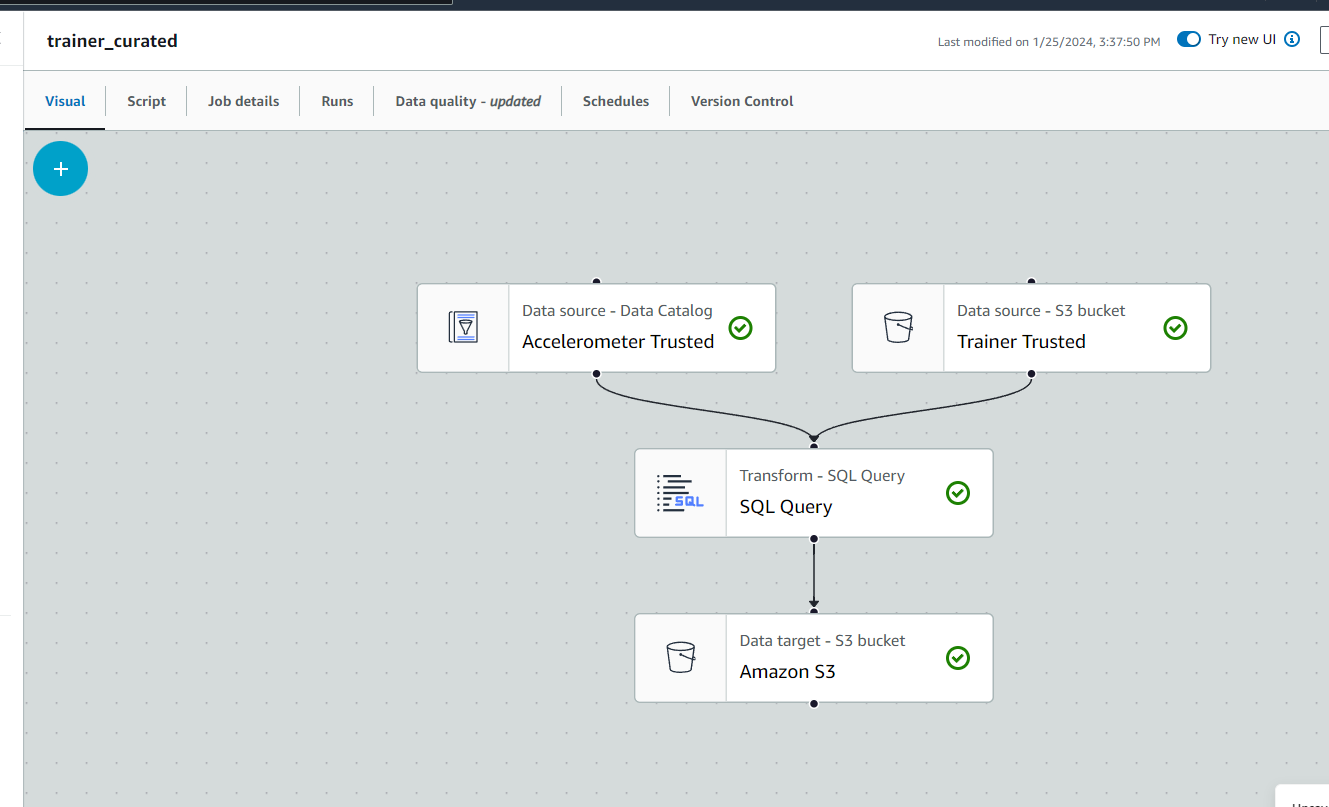 trainer_curated
Last modified on 1/25/2024, 3:37:50 PM
Try new UI
Visual
Script
Job details
Runs
Data quality - updated
Schedules
Version Control
Data source - Data Catalog
Accelerometer Trusted
Data source - S3 bucket
Trainer Trusted
Transform - SQL Query
SQL
SQL Query
Data target - S3 bucket
Amazon S3